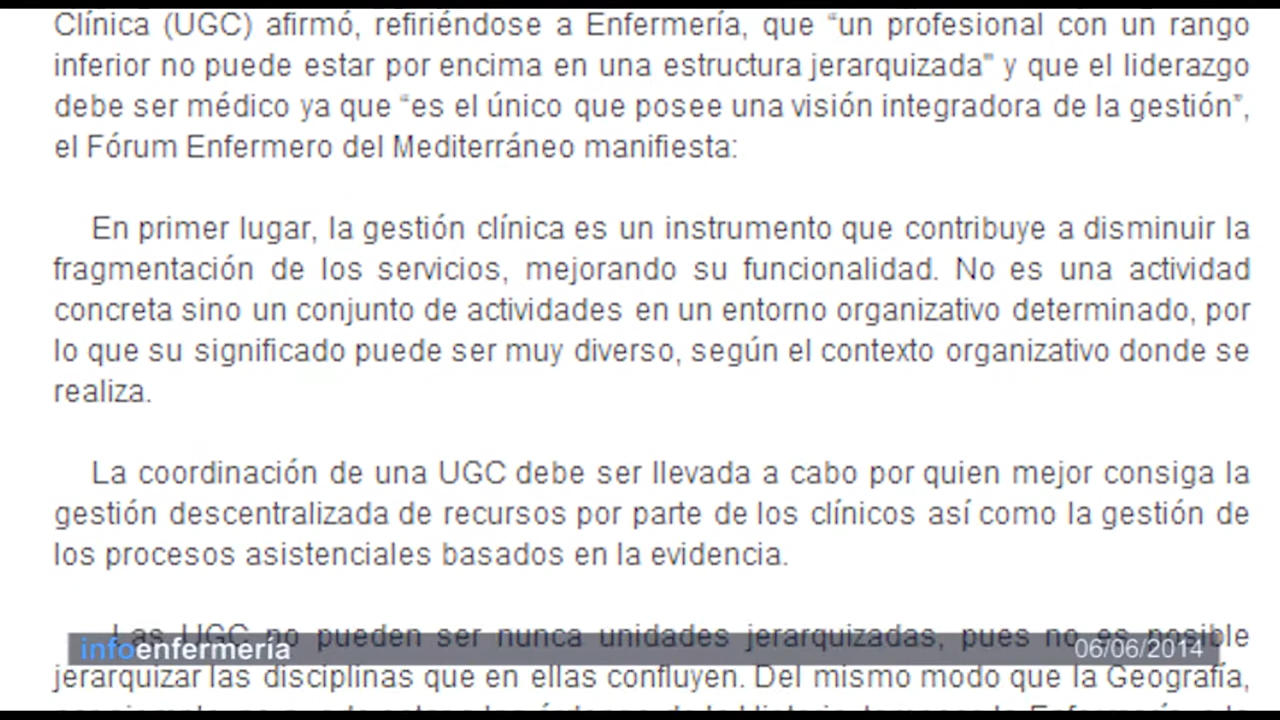 Clínica (UGC) afirmó, refiriéndose a Enfermería, que “un profesional con un rango
inferior no puede estar por encima en una estructura jerarquizada” y que el liderazgo
debe ser médico ya que “es el único que posee una visión integradora de la gestión”,
el Fórum Enfermero del Mediterráneo manifiesta:
En primer lugar, la gestión clínica es un instrumento que contribuye a disminuir la
fragmentación de los servicios, mejorando su funcionalidad. No es una actividad
concreta sino un conjunto de actividades en un entorno organizativo determinado, por
lo que su significado puede ser muy diverso, según el contexto organizativo donde se
realiza.
La coordinación de una UGC debe ser llevada a cabo por quien mejor consiga la
gestión descentralizada de recursos por parte de los clínicos así como la gestión de
los procesos asistenciales basados en la evidencia.
Las UGC no pueden ser nunca unidades jerarquizadas, pues no es posible
infoenfermería 06/06/2014
jerarquizar las disciplinas que en ellas confluyen. Del mismo modo que la Geografía,